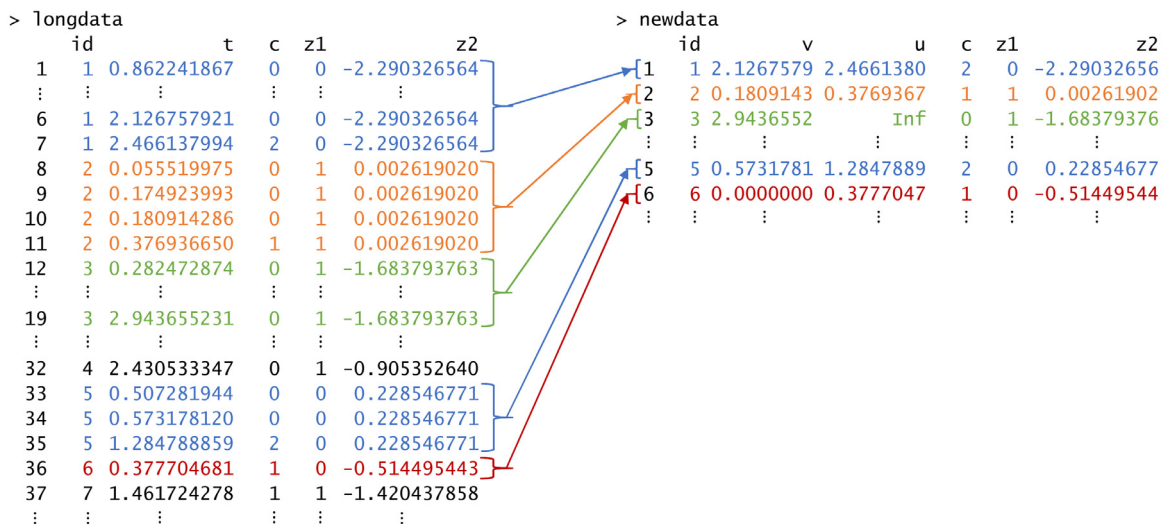 > longdata
id t c z1 z2
1 1 0.862241867 0 0 -2.290326564
⋮ ⋮ ⋮ ⋮ ⋮ ⋮
6 1 2.126757921 0 0 -2.290326564
7 1 2.466137994 2 0 -2.290326564
8 2 0.055519975 0 1 0.002619020
9 2 0.174923993 0 1 0.002619020
10 2 0.180914286 0 1 0.002619020
11 2 0.376936650 1 1 0.002619020
12 3 0.282472874 0 1 -1.683793763
⋮ ⋮ ⋮ ⋮ ⋮ ⋮
19 3 2.943655231 0 1 -1.683793763
⋮ ⋮ ⋮ ⋮ ⋮ ⋮
32 4 2.430533347 0 1 -0.905352640
33 5 0.507281944 0 0 0.228546771
34 5 0.573178120 0 0 0.228546771
35 5 1.284788859 2 0 0.228546771
36 6 0.377704681 1 0 -0.514495443
37 7 1.461724278 1 1 -1.420437858
⋮ ⋮ ⋮ ⋮ ⋮ ⋮
> newdata
id v u c z1 z2
1 1 2.1267579 2.4661380 2 0 -2.29032656
2 2 0.1809143 0.3769367 1 1 0.00261902
3 3 2.9436552 Inf 0 1 -1.68379376
⋮ ⋮ ⋮ ⋮ ⋮ ⋮ ⋮
5 5 0.5731781 1.2847889 2 0 0.22854677
6 6 0.0000000 0.3777047 1 0 -0.51449544
⋮ ⋮ ⋮ ⋮ ⋮ ⋮ ⋮